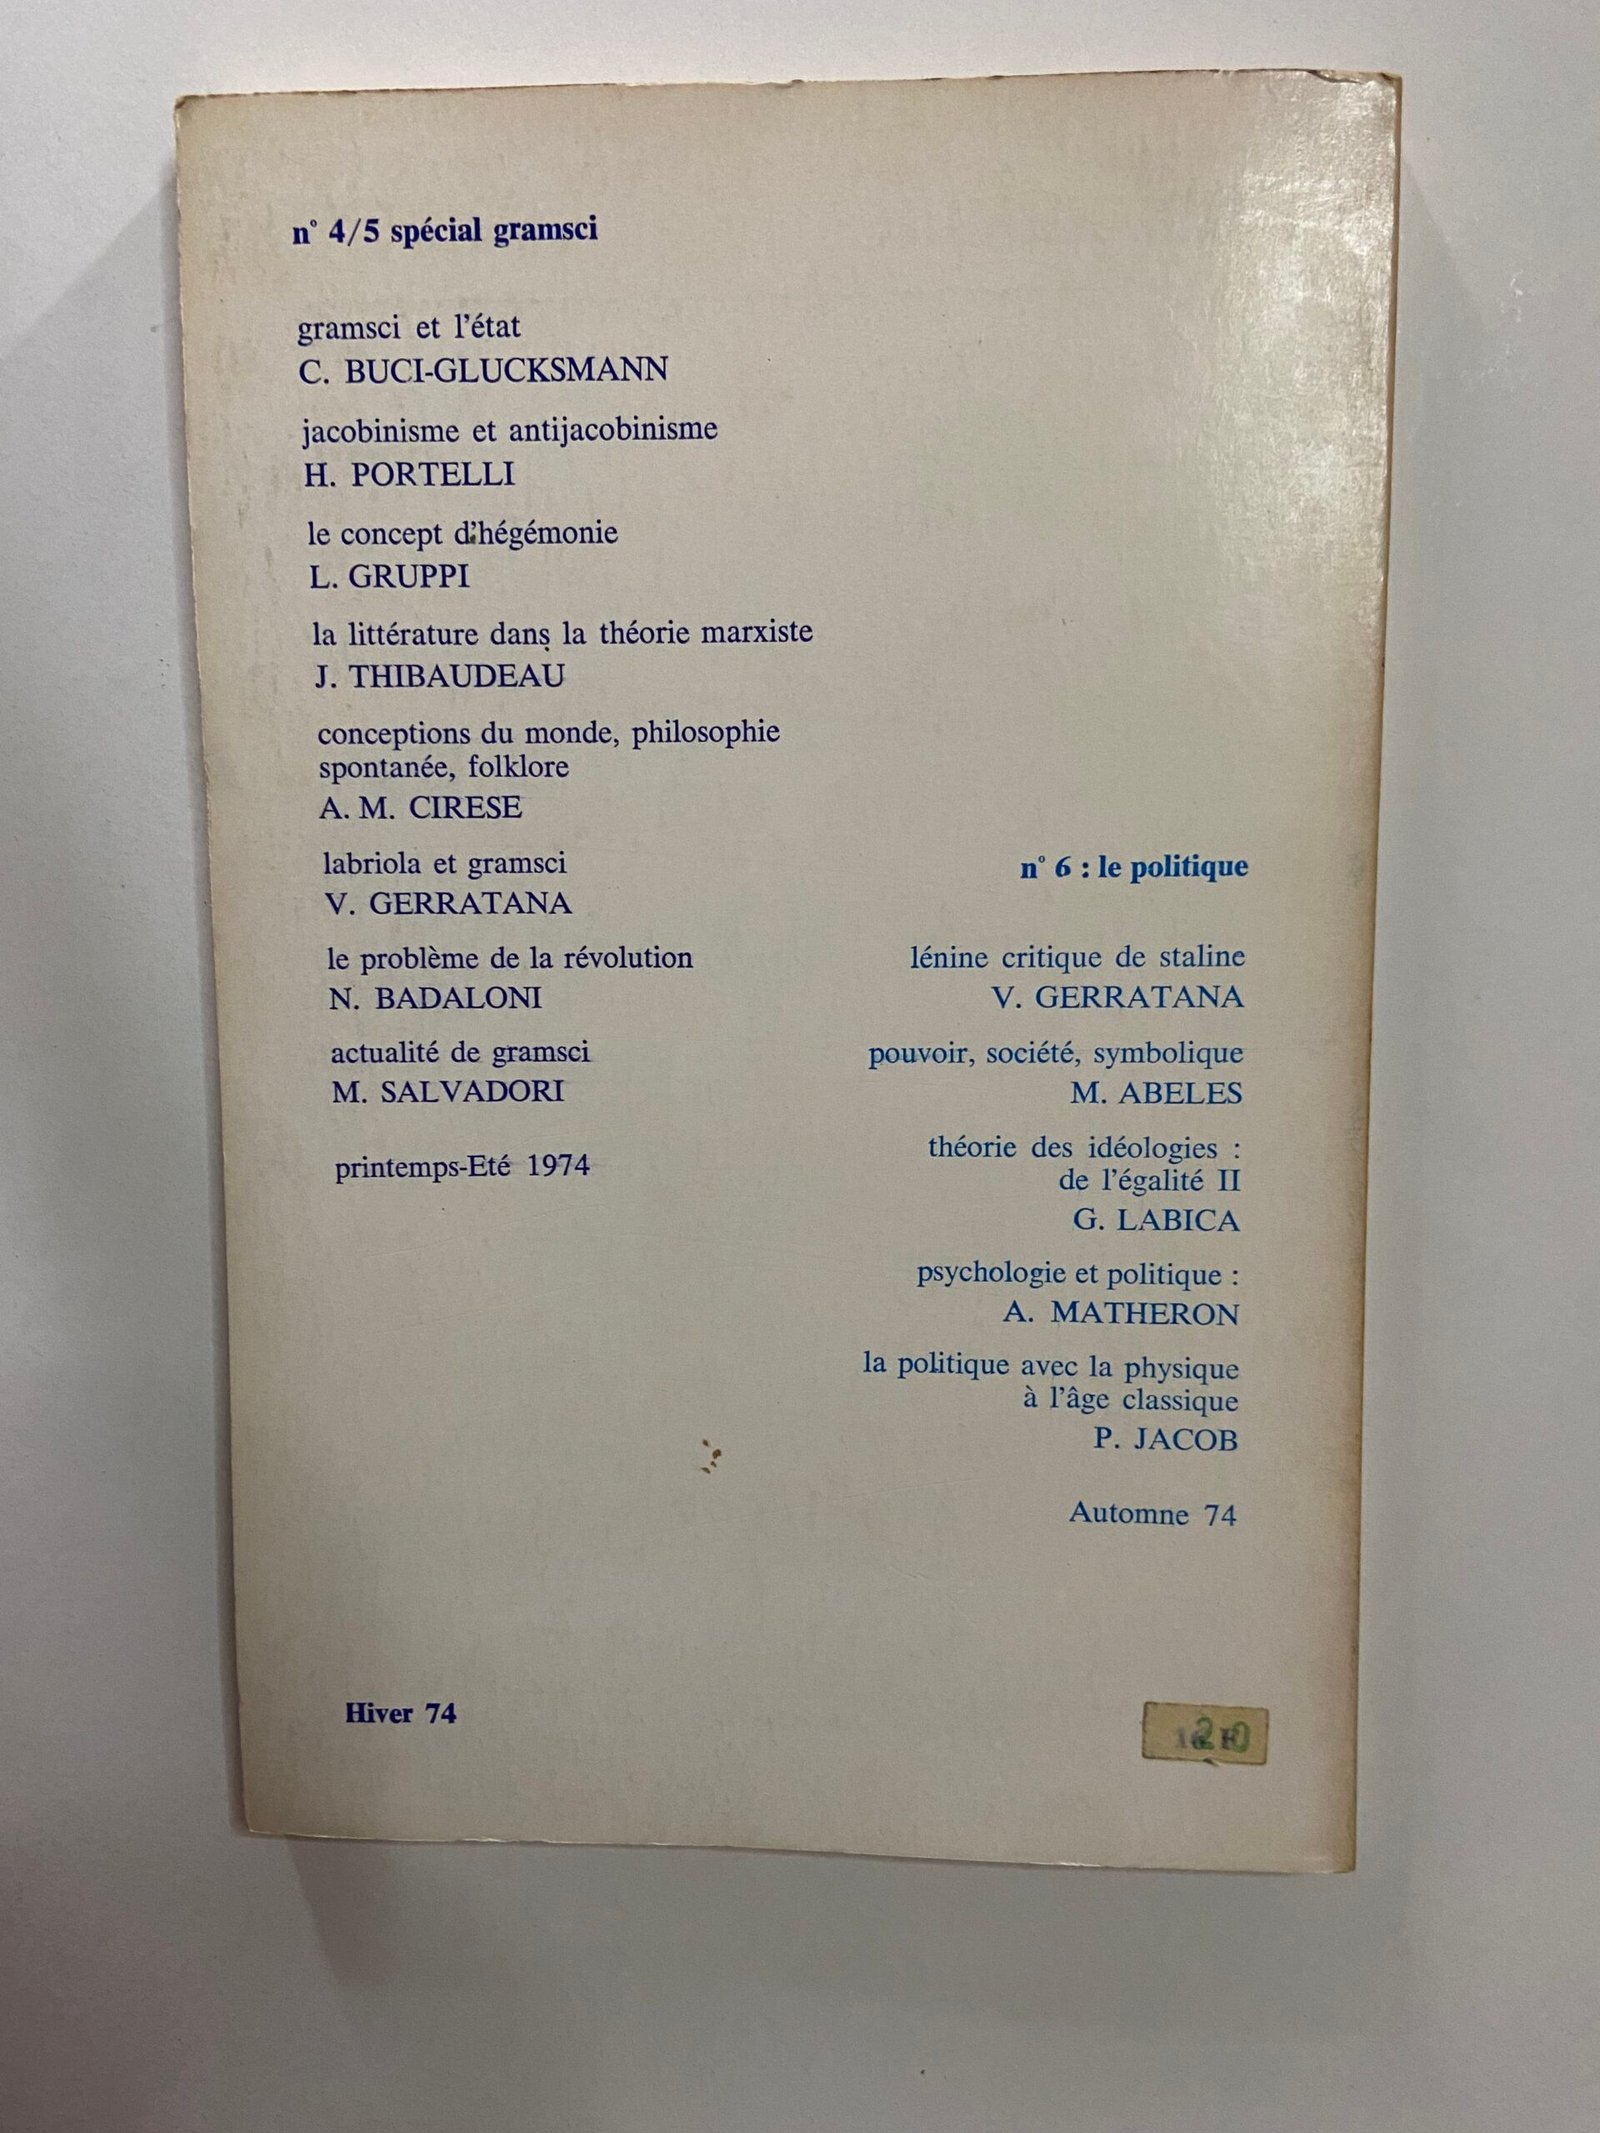 n° 4/5 spécial gramsci
gramsci et l'état
C. BUCI-GLUCKSMANN
jacobinisme et antijacobinisme
H. PORTELLI
le concept d'hégémonie
L. GRUPPI
la littérature dans la théorie marxiste
J. THIBAUDEAU
conceptions du monde, philosophie
spontanée, folklore
A. M. CIRESE
labriola et gramsci
V. GERRATANA
le problème de la révolution
N. BADALONI
actualité de gramsci
M. SALVADORI
printemps-Eté 1974
n° 6 : le politique
lénine critique de staline
V. GERRATANA
pouvoir, société, symbolique
M. ABELES
théorie des idéologies :
de l'égalité II
G. LABICA
psychologie et politique :
A. MATHERON
la politique avec la physique
à l'âge classique
P. JACOB
Automne 74
Hiver 74
20